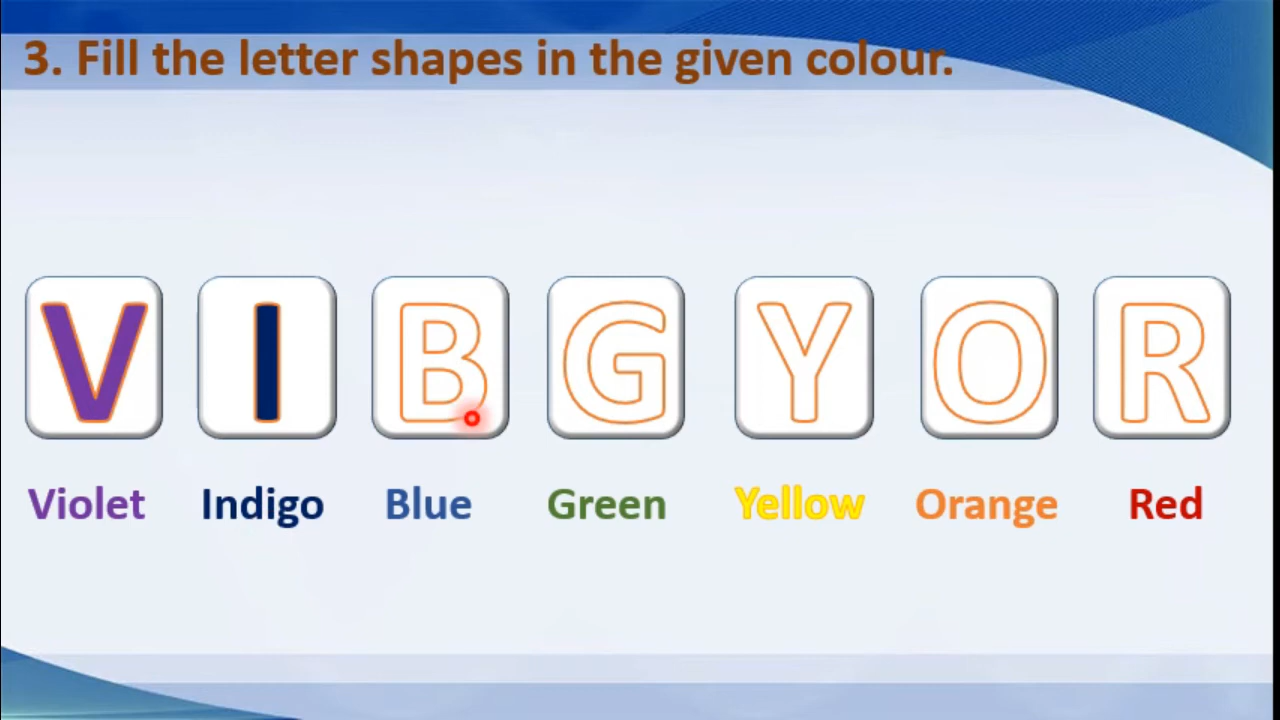 3. Fill the letter shapes in the given colour.
V I B G Y O R
Violet Indigo Blue Green Yellow Orange Red